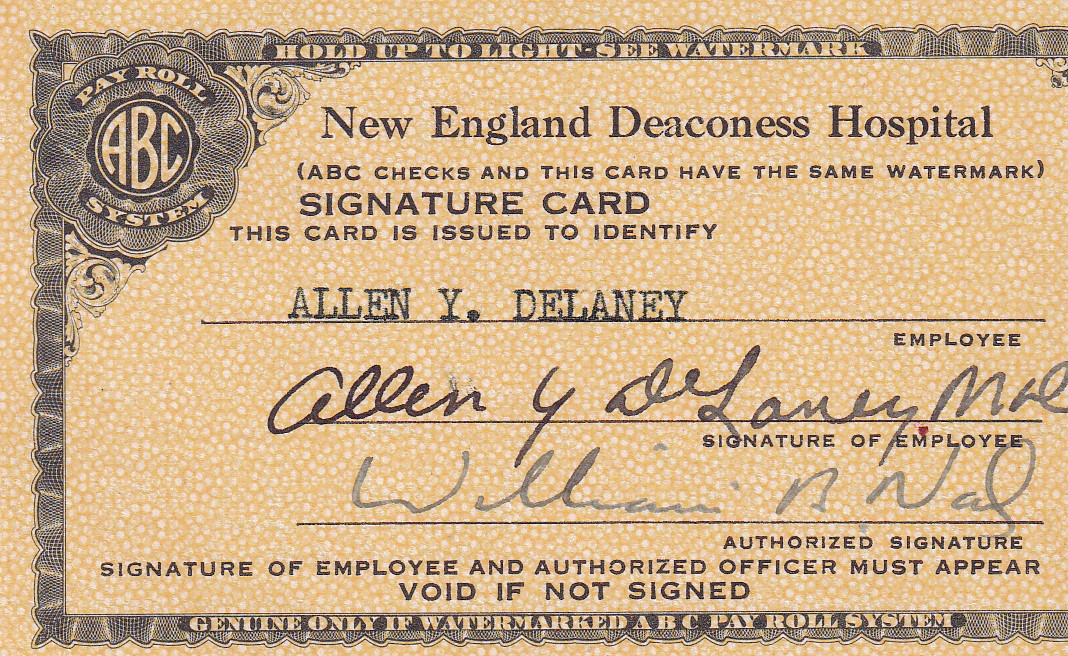 HOLD UP TO LIGHT - SEE WATERMARK
PAY ROLL
ABC
SYSTEM
New England Deaconess Hospital
(ABC CHECKS AND THIS CARD HAVE THE SAME WATERMARK)
SIGNATURE CARD
THIS CARD IS ISSUED TO IDENTIFY
ALLEN Y. DELANEY
EMPLOYEE
Allen Y DeLaney
SIGNATURE OF EMPLOYEE
William B.
AUTHORIZED SIGNATURE
SIGNATURE OF EMPLOYEE AND AUTHORIZED OFFICER MUST APPEAR
VOID IF NOT SIGNED
GENUINE ONLY IF WATERMARKED A B C PAY ROLL SYSTEM